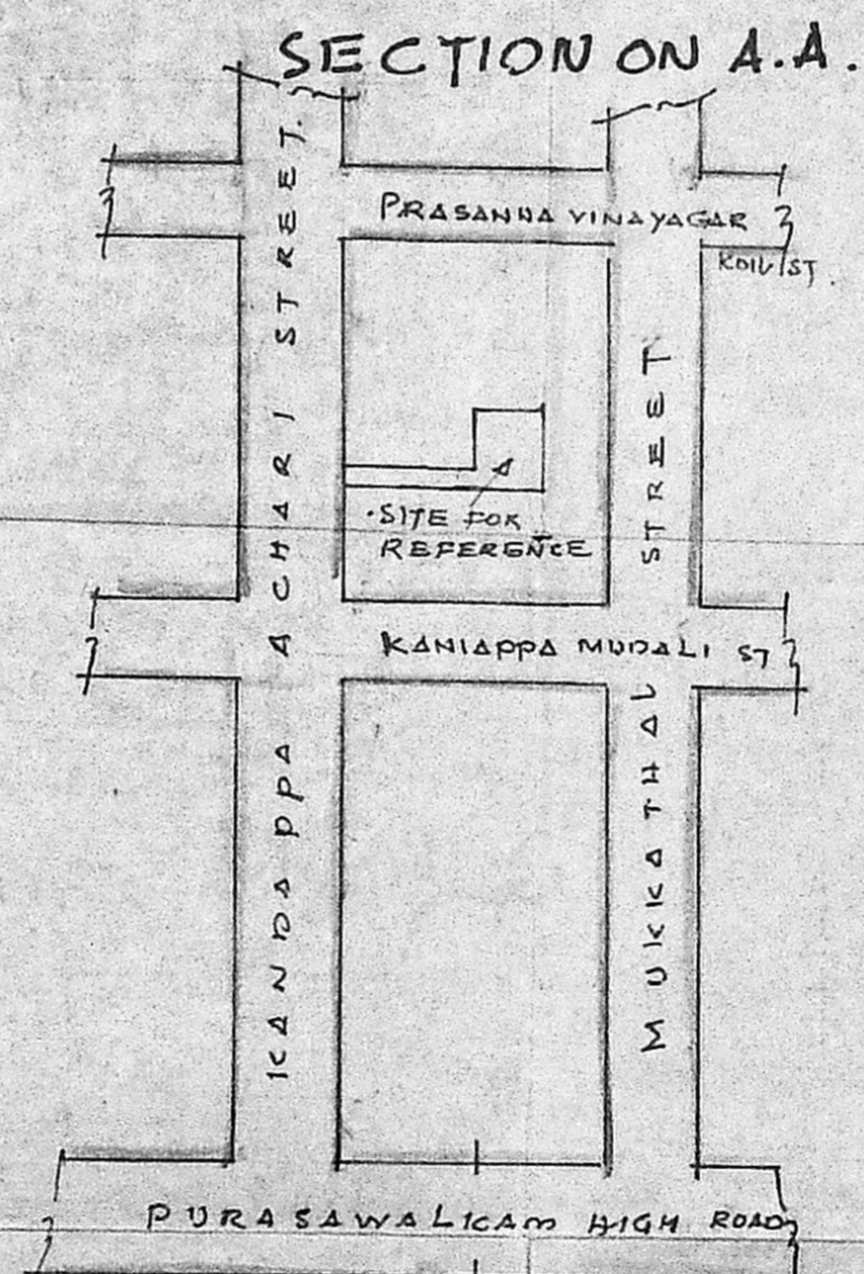 SECTION ON A.A.
PRASANNA VINAYAGAR
KOIL ST.
KANDAPPA ACHARI STREET.
MUKKATHAL STREET
SITE FOR
REFERENCE
KANIAPPA MUDALI ST
PURASAWALKAM HIGH ROAD